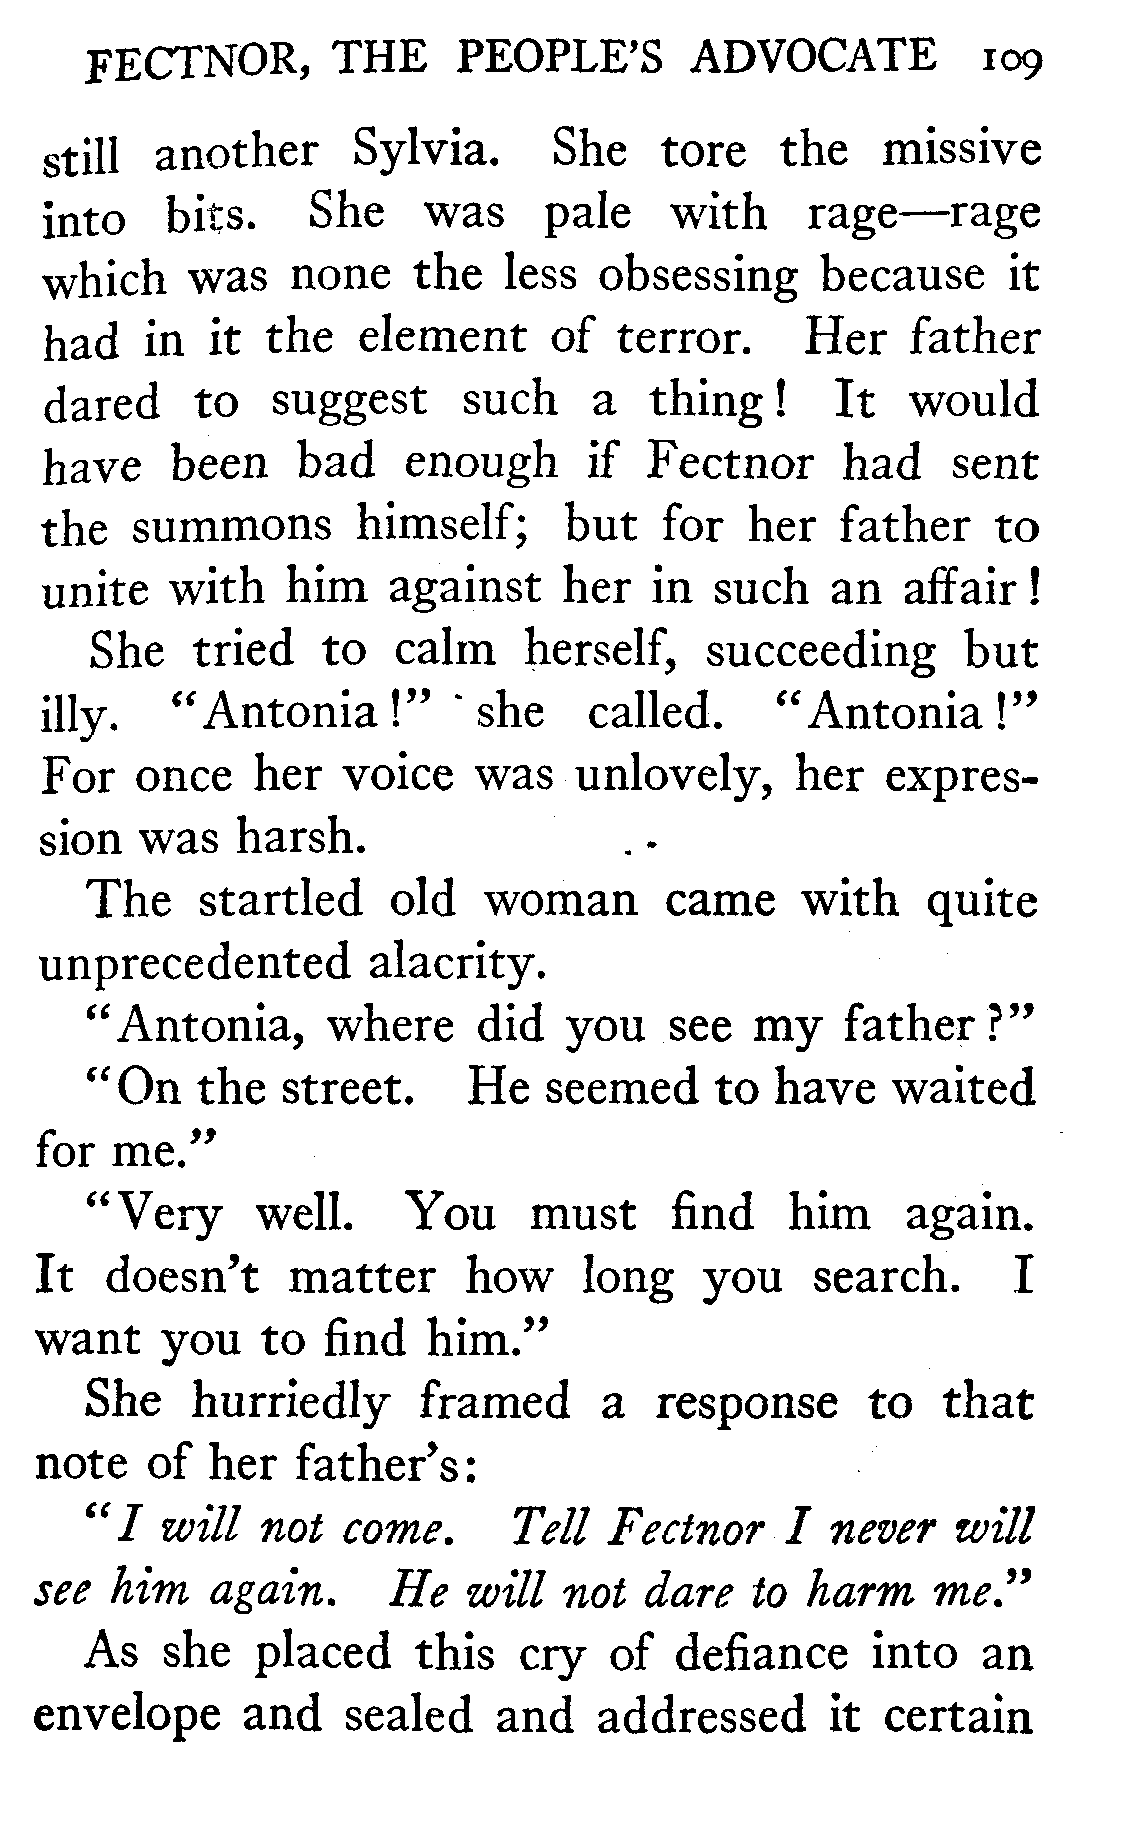 FECTNOR, THE PEOPLE'S ADVOCATE 109
still another Sylvia. She tore the missive
into bits. She was pale with rage—rage
which was none the less obsessing because it
had in it the element of terror. Her father
dared to suggest such a thing! It would
have been bad enough if Fectnor had sent
the summons himself; but for her father to
unite with him against her in such an affair!
She tried to calm herself, succeeding but
illy. "Antonia!" she called. "Antonia!"
For once her voice was unlovely, her expres-
sion was harsh.
The startled old woman came with quite
unprecedented alacrity.
"Antonia, where did you see my father?"
"On the street. He seemed to have waited
for me."
"Very well. You must find him again.
It doesn't matter how long you search. I
want you to find him."
She hurriedly framed a response to that
note of her father's:
"I will not come. Tell Fectnor I never will
see him again. He will not dare to harm me."
As she placed this cry of defiance into an
envelope and sealed and addressed it certain